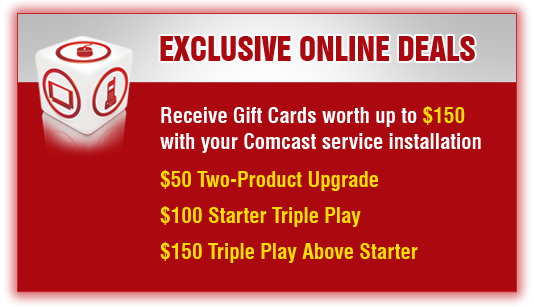 EXCLUSIVE ONLINE DEALS
Receive Gift Cards worth up to $150
with your Comcast service installation
$50 Two-Product Upgrade
$100 Starter Triple Play
$150 Triple Play Above Starter